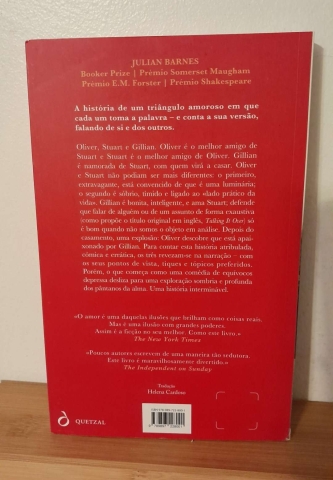 JULIAN BARNES
Booker Prize | Prémio Somerset Maugham
Prémio E.M. Forster | Prémio Shakespeare
A história de um triângulo amoroso em que
cada um toma a palavra – e conta a sua versão,
falando de si e dos outros.
Oliver, Stuart e Gillian. Oliver é o melhor amigo de
Stuart e Stuart é o melhor amigo de Oliver. Gillian
é namorada de Stuart, com quem virá a casar. Oliver
e Stuart não podiam ser mais diferentes: o primeiro,
extravagante, está convencido de que é uma luminária;
o segundo é sóbrio, tímido e ligado ao «lado prático da
vida». Gillian é bonita, inteligente, e ama Stuart; defende
que falar de alguém ou de um assunto de forma exaustiva
(como propõe o título original em inglês, Talking It Over) só
é bom quando não somos o objeto em análise. Depois do
casamento, uma explosão: Oliver descobre que está apai-
xonado por Gillian. Para contar esta história atribulada,
cómica e errática, os três revezam-se na narração – com
os seus pontos de vista, tiques e tópicos preferidos.
Porém, o que começa como uma comédia de equívocos
depressa desliza para uma exploração sombria e profunda
dos pântanos da alma. Uma história interminável.
«O amor é uma daquelas ilusões que brilham como coisas reais.
Mas é uma ilusão com grandes poderes.
Assim é a ficção no seu melhor. Como este livro.»
The New York Times
«Poucos autores escrevem de uma maneira tão sedutora.
Este livro é maravilhosamente divertido.»
The Independent on Sunday
Tradução
Helena Cardoso
QUETZAL